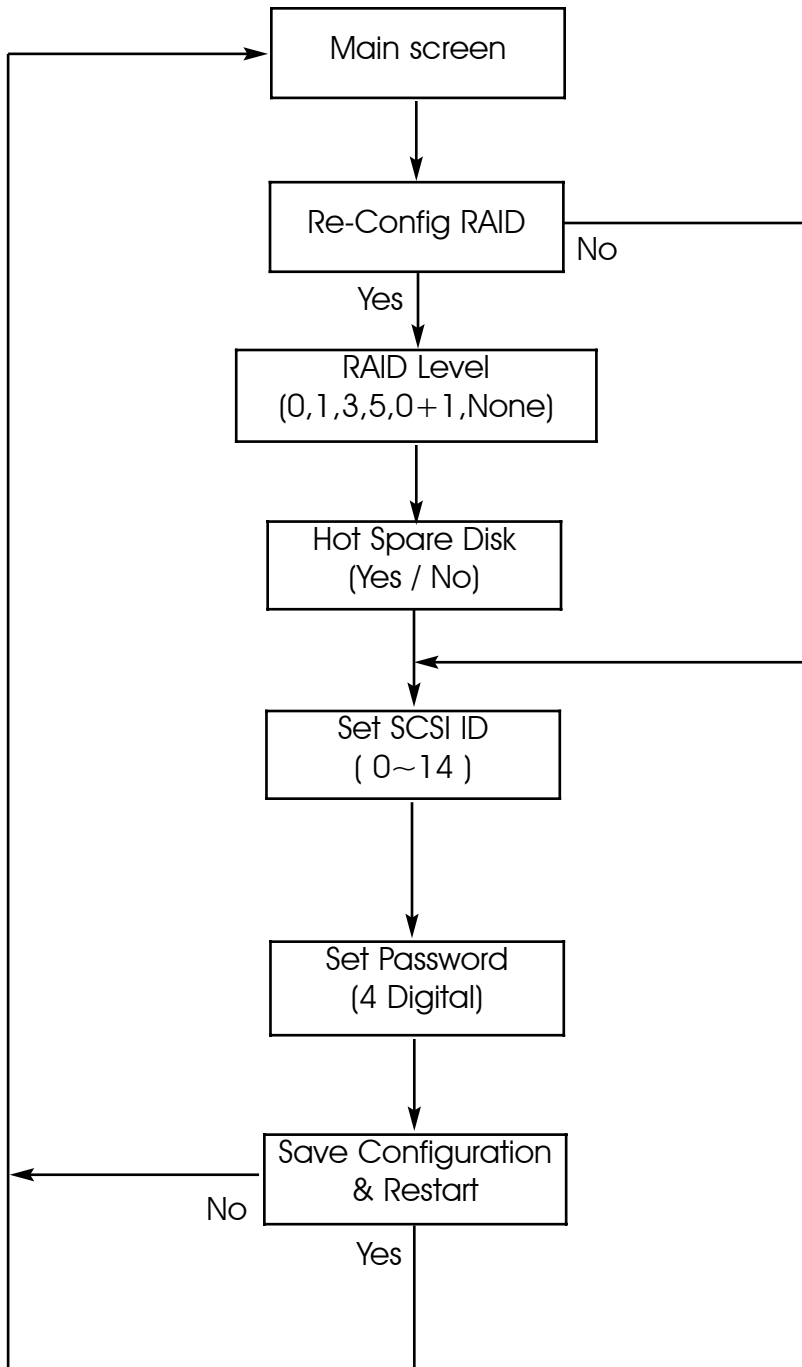 Main screen
Re-Config RAID
No
Yes
RAID Level
(0,1,3,5,0+1,None)
Hot Spare Disk
(Yes / No)
Set SCSI ID
( 0~14 )
Set Password
(4 Digital)
Save Configuration
& Restart
No
Yes